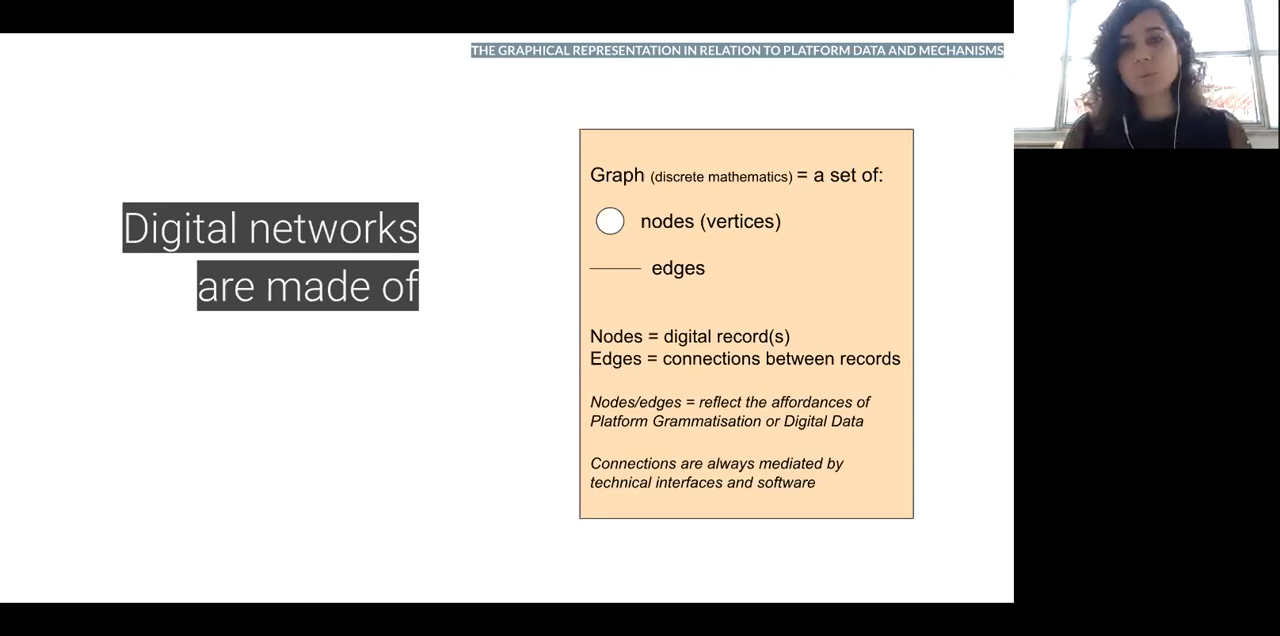 THE GRAPHICAL REPRESENTATION IN RELATION TO PLATFORM DATA AND MECHANISMS
Digital networks
are made of
Graph (discrete mathematics) = a set of:
nodes (vertices)
edges
Nodes = digital record(s)
Edges = connections between records
Nodes/edges = reflect the affordances of
Platform Grammatisation or Digital Data
Connections are always mediated by
technical interfaces and software